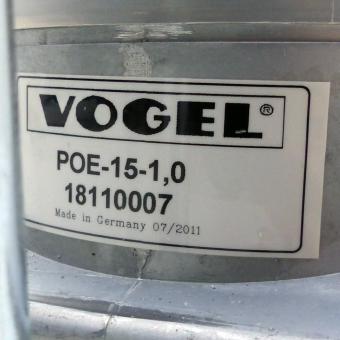 VOGEL®
POE-15-1,0
18110007
Made in Germany 07/2011